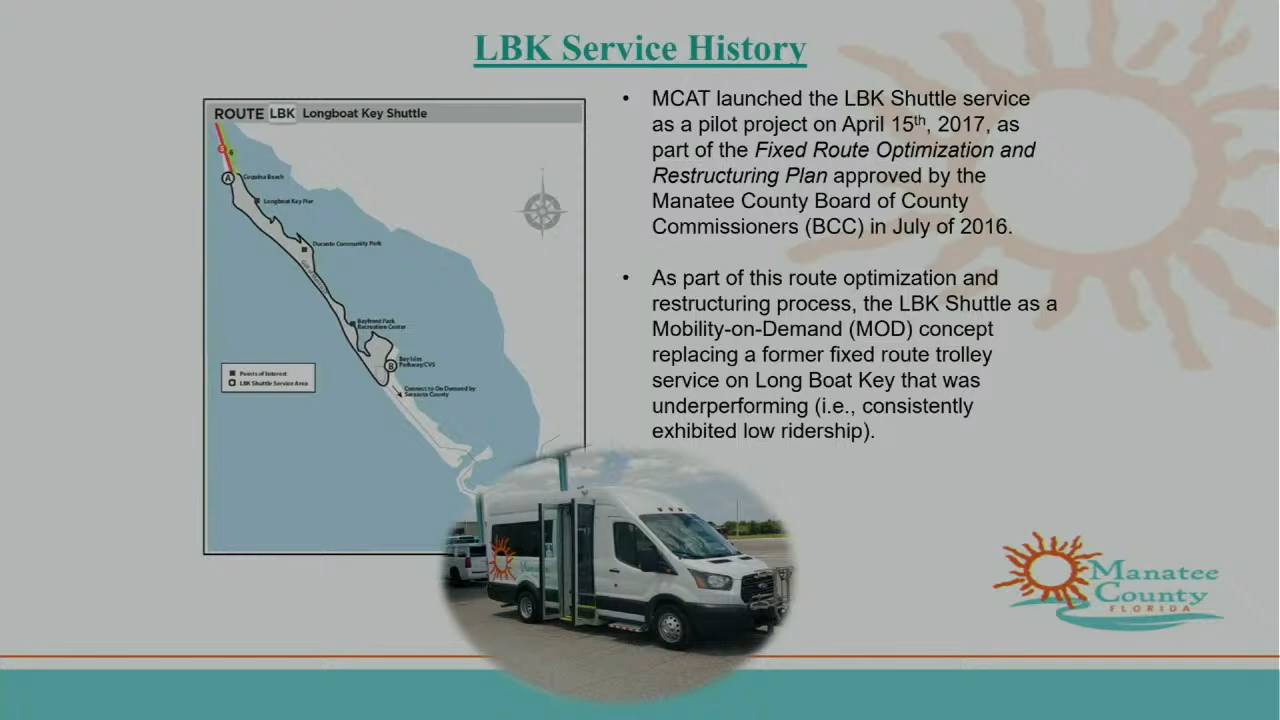 LBK Service History
ROUTE LBK Longboat Key Shuttle
6
A
Coquina Beach
Longboat Key Pier
Durante Community Park
Bayfront Park
Recreation Center
Bay Isles
Parkway/CVS
B
Connect to On Demand by
Sarasota County
Points of Interest
LBK Shuttle Service Area
• MCAT launched the LBK Shuttle service
as a pilot project on April 15th, 2017, as
part of the Fixed Route Optimization and
Restructuring Plan approved by the
Manatee County Board of County
Commissioners (BCC) in July of 2016.
• As part of this route optimization and
restructuring process, the LBK Shuttle as a
Mobility-on-Demand (MOD) concept
replacing a former fixed route trolley
service on Long Boat Key that was
underperforming (i.e., consistently
exhibited low ridership).
Manatee
County
FLORIDA